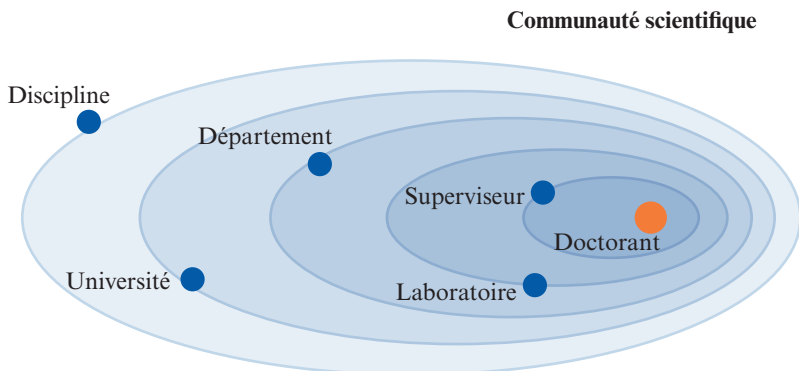 Communauté scientifique
Discipline
Département
Superviseur
Doctorant
Université
Laboratoire